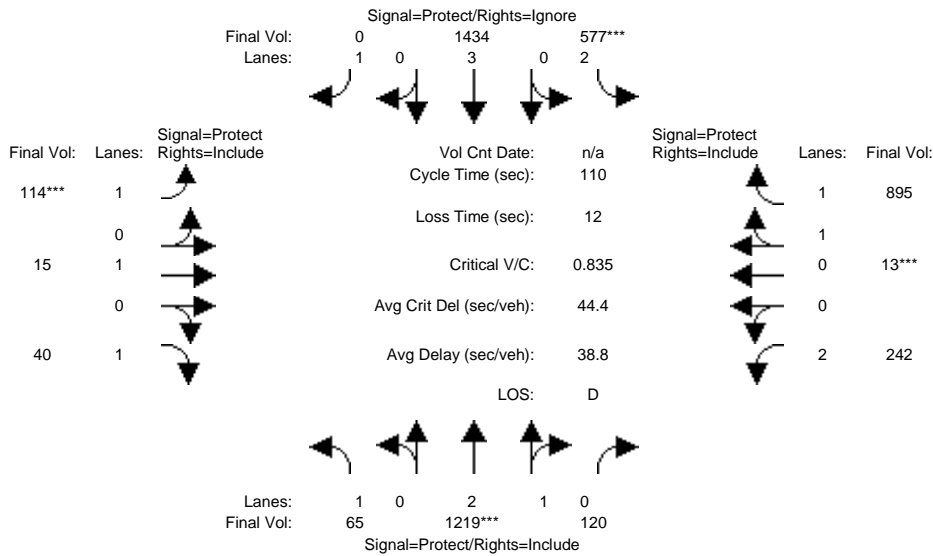 Signal=Protect/Rights=Ignore
Final Vol: 0 1434 577***
Lanes: 1 0 3 0 2
Signal=Protect Signal=Protect
Final Vol: Lanes: Rights=Include Vol Cnt Date: n/a Rights=Include Lanes: Final Vol:
Cycle Time (sec): 110
114*** 1 1 895
Loss Time (sec): 12
0 1
15 1 Critical V/C: 0.835 0 13***
0 Avg Crit Del (sec/veh): 44.4 0
40 1 Avg Delay (sec/veh): 38.8 2 242
LOS: D
Lanes: 1 0 2 1 0
Final Vol: 65 1219*** 120
Signal=Protect/Rights=Include